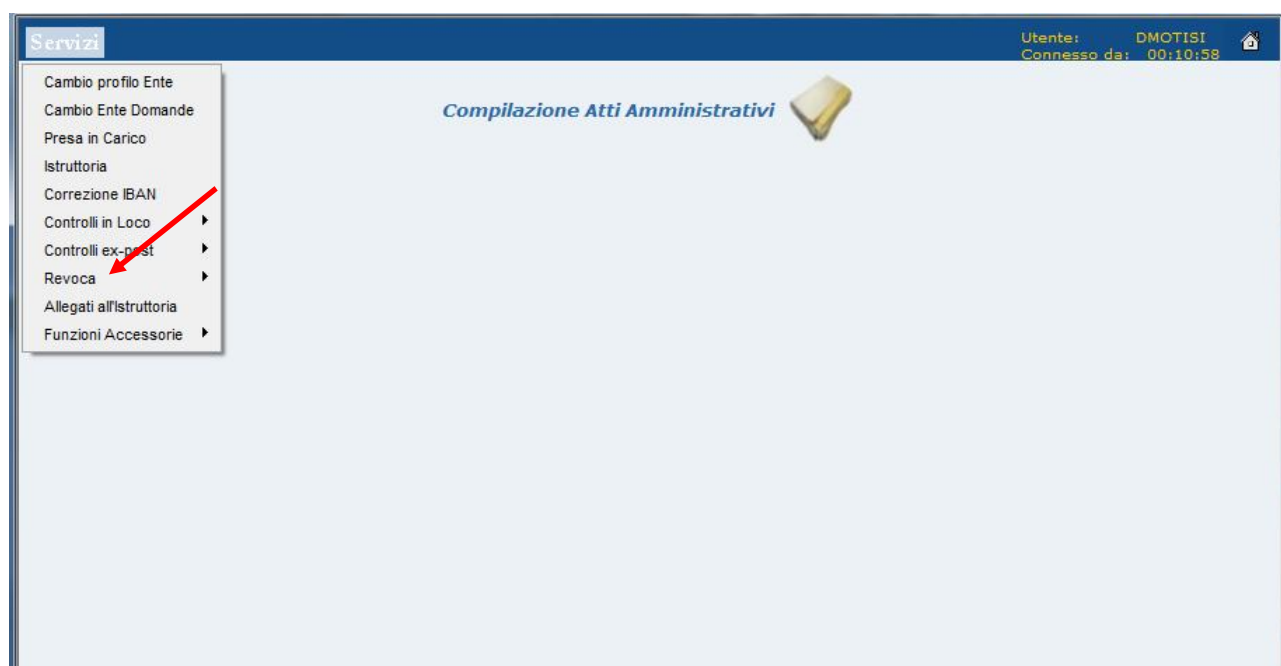 Servizi
Utente: DMOTISI
Connesso da: 00:10:58
Cambio profilo Ente
Cambio Ente Domande
Compilazione Atti Amministrativi
Presa in Carico
Istruttoria
Correzione IBAN
Controlli in Loco
Controlli ex-post
Revoca
Allegati all'Istruttoria
Funzioni Accessorie